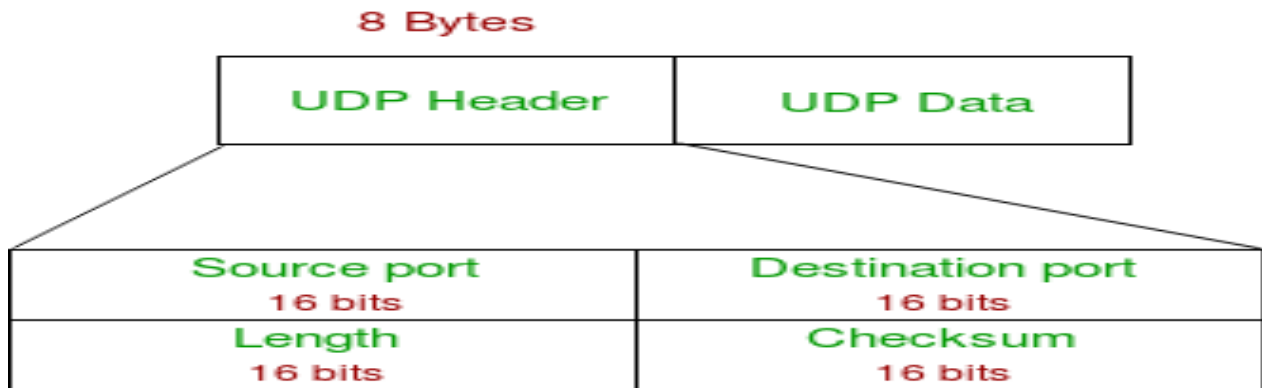 8 Bytes
UDP Header
UDP Data
Source port
16 bits
Destination port
16 bits
Length
16 bits
Checksum
16 bits